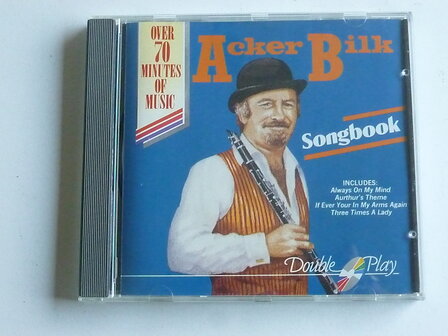 OVER
70
MINUTES
OF
MUSIC
Acker Bilk
Songbook
INCLUDES:
Always On My Mind
Aurthur's Theme
If Ever Your In My Arms Again
Three Times A Lady
Double Play